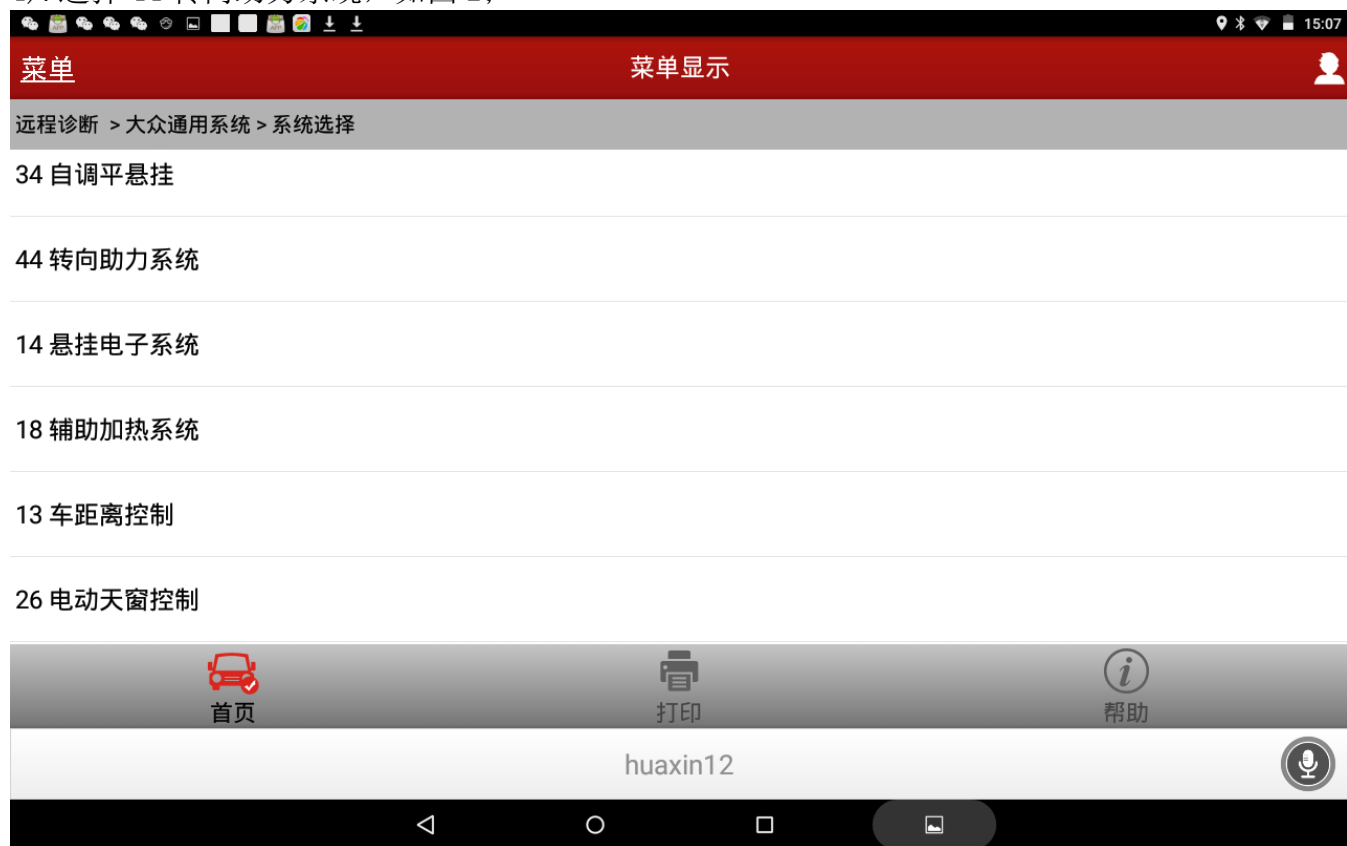 15:07
菜单 菜单显示
远程诊断 > 大众通用系统 > 系统选择
34 自调平悬挂
44 转向助力系统
14 悬挂电子系统
18 辅助加热系统
13 车距离控制
26 电动天窗控制
首页 打印 帮助
huaxin12